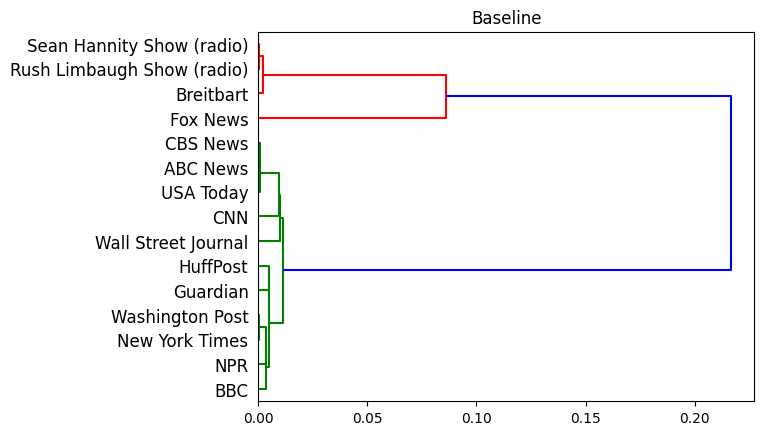 Baseline
Sean Hannity Show (radio)
Rush Limbaugh Show (radio)
Breitbart
Fox News
CBS News
ABC News
USA Today
CNN
Wall Street Journal
HuffPost
Guardian
Washington Post
New York Times
NPR
BBC
0.00 0.05 0.10 0.15 0.20